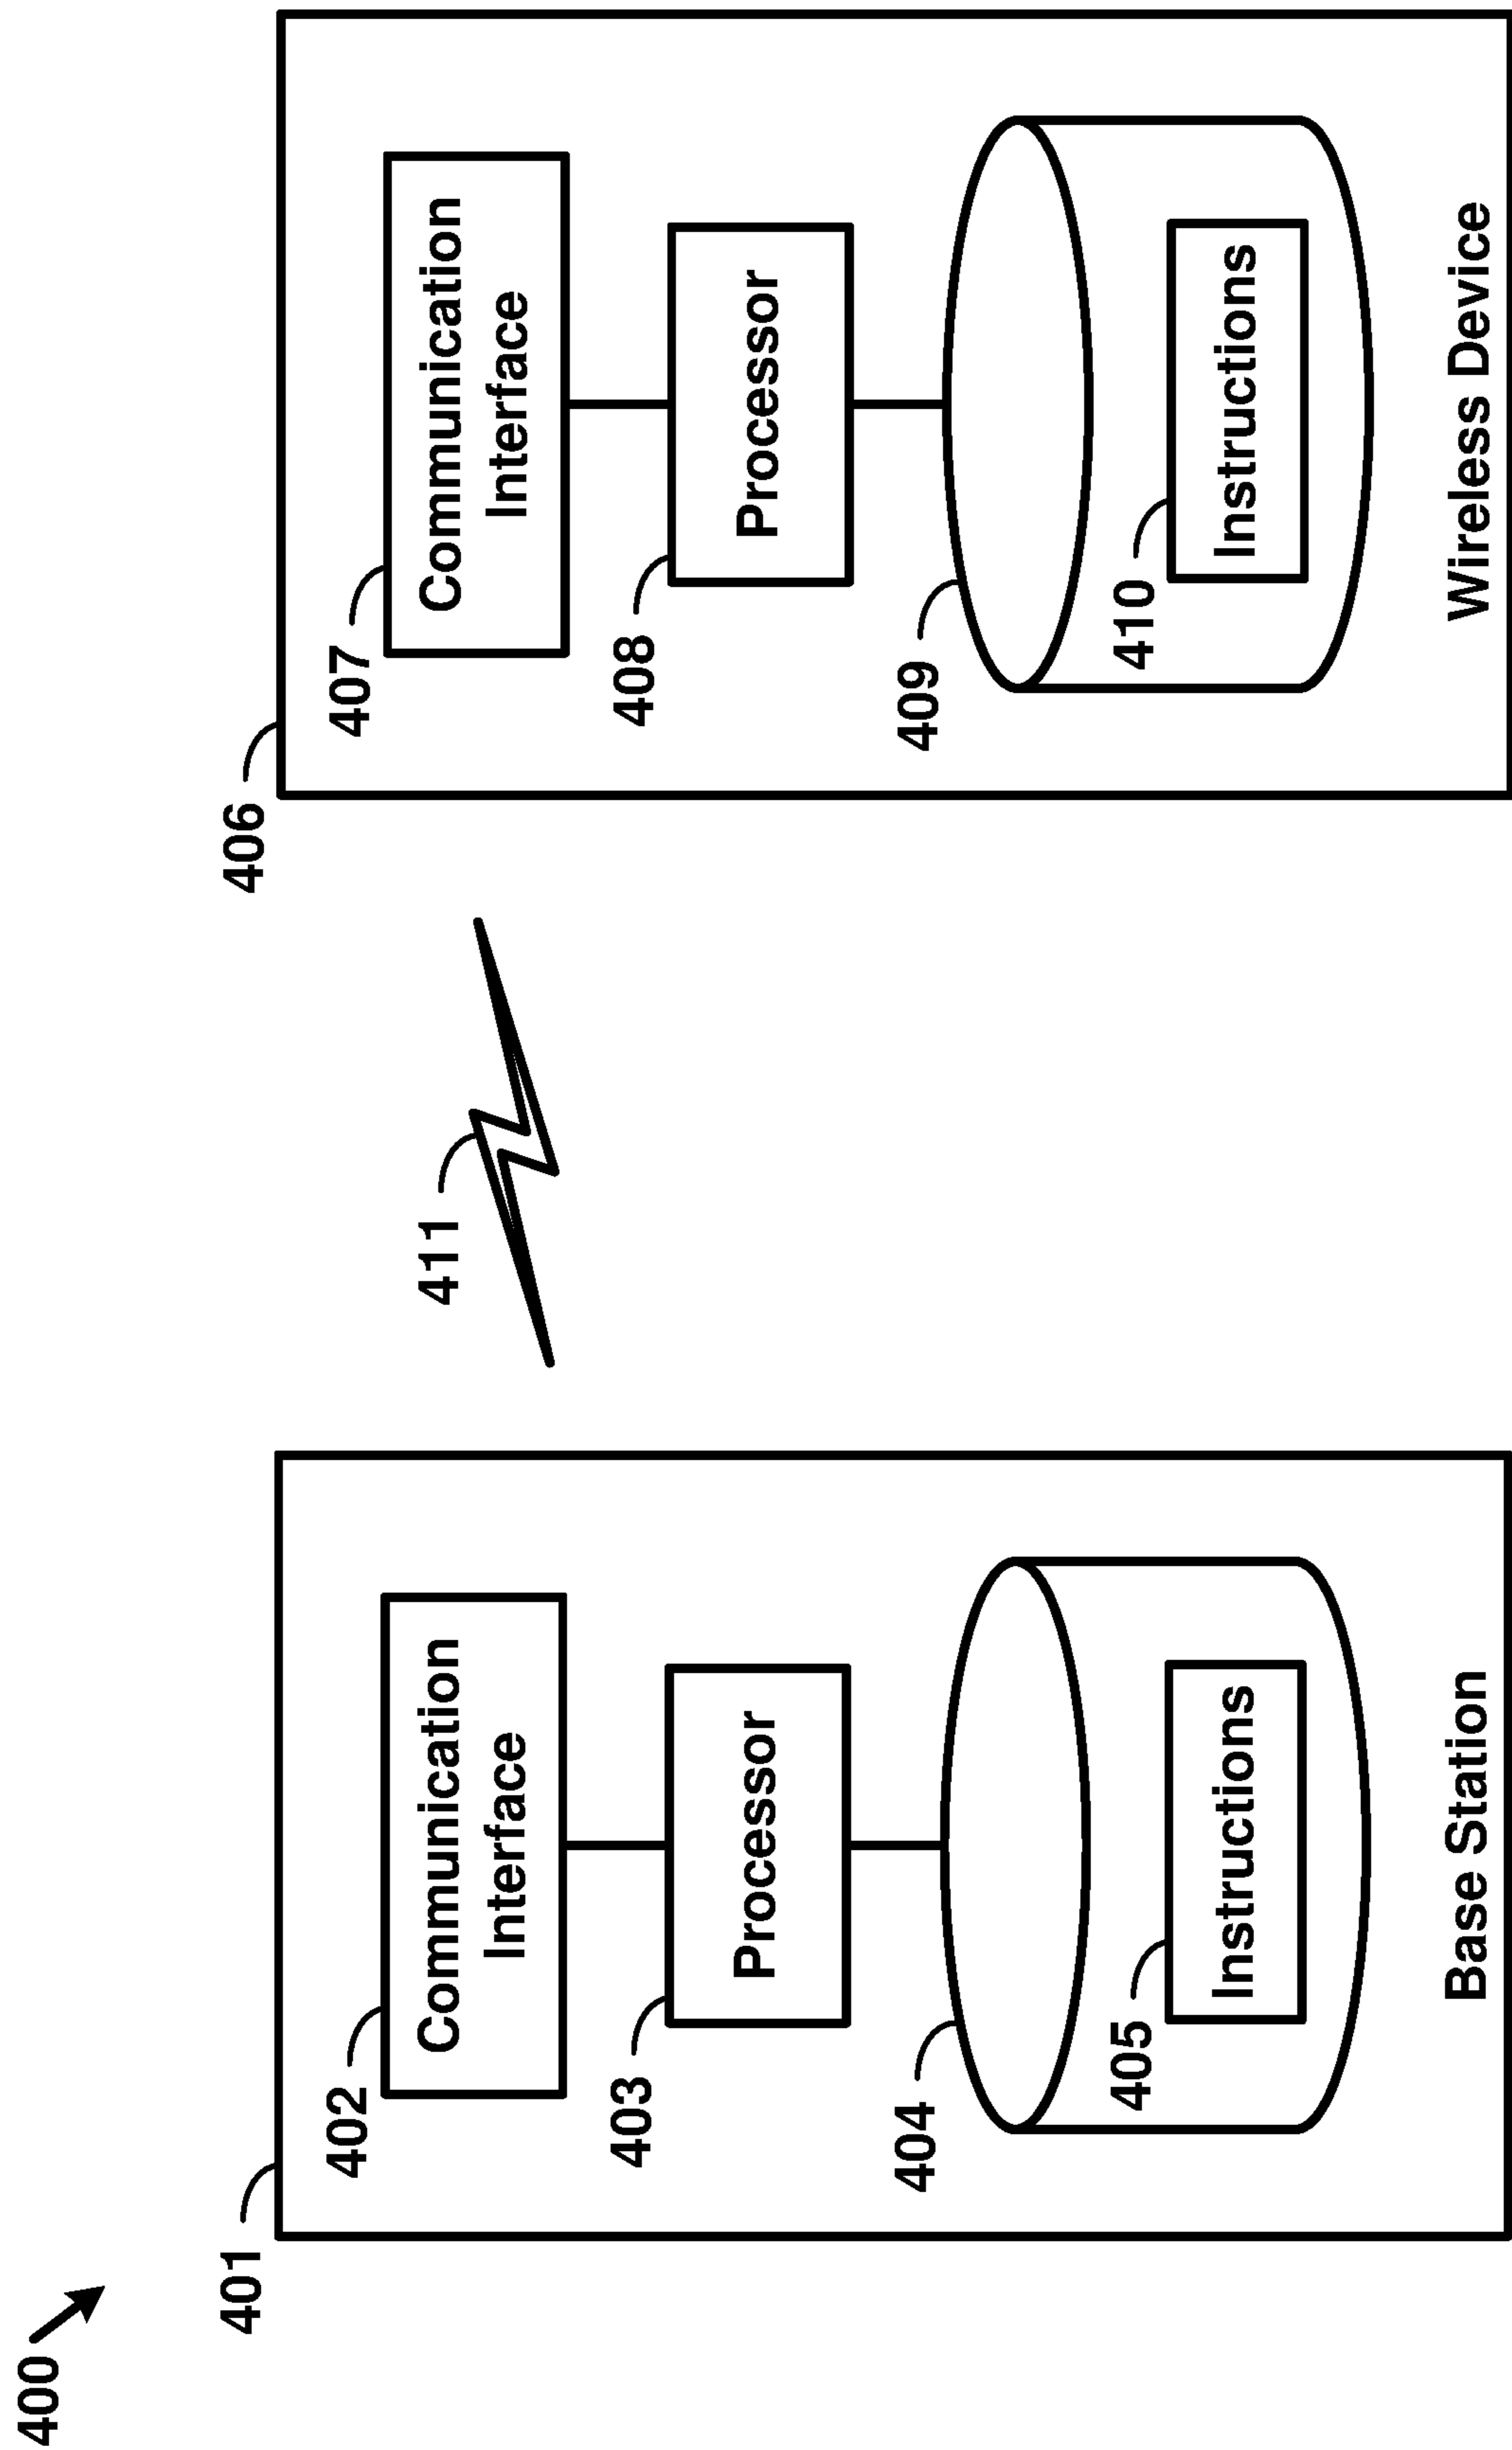 400
401
402
Communication
Interface
403
Processor
404
405
Instructions
Base Station
411
406
407
Communication
Interface
408
Processor
409
410
Instructions
Wireless Device